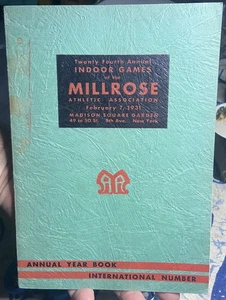 Twenty Fourth Annual
INDOOR GAMES
of the
MILLROSE
ATHLETIC ASSOCIATION
February 7, 1931
MADISON SQUARE GARDEN
49 to 50 St. 8th Ave. New York
MAA
ANNUAL YEAR BOOK
INTERNATIONAL NUMBER